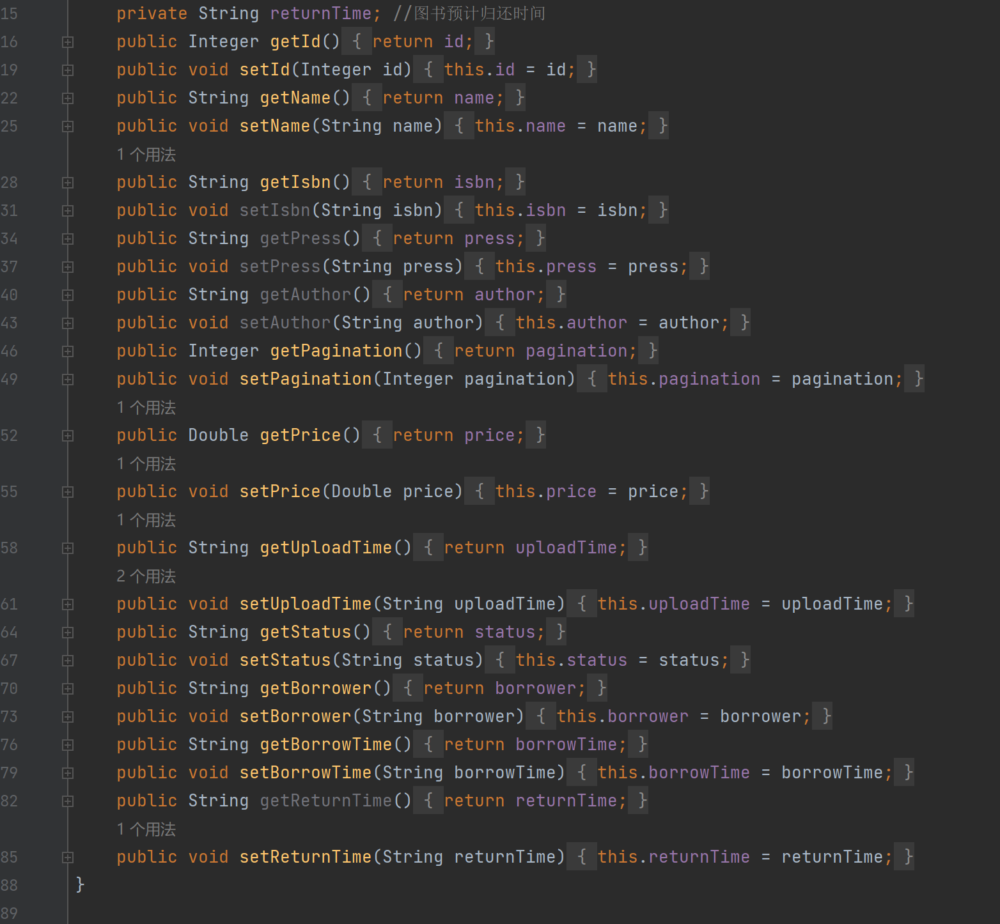 15 private String returnTime; //图书预计归还时间
16 public Integer getId() { return id; }
19 public void setId(Integer id) { this.id = id; }
22 public String getName() { return name; }
25 public void setName(String name) { this.name = name; }
1 个用法
28 public String getIsbn() { return isbn; }
31 public void setIsbn(String isbn) { this.isbn = isbn; }
34 public String getPress() { return press; }
37 public void setPress(String press) { this.press = press; }
40 public String getAuthor() { return author; }
43 public void setAuthor(String author) { this.author = author; }
46 public Integer getPagination() { return pagination; }
49 public void setPagination(Integer pagination) { this.pagination = pagination; }
1 个用法
52 public Double getPrice() { return price; }
1 个用法
55 public void setPrice(Double price) { this.price = price; }
1 个用法
58 public String getUploadTime() { return uploadTime; }
2 个用法
61 public void setUploadTime(String uploadTime) { this.uploadTime = uploadTime; }
64 public String getStatus() { return status; }
67 public void setStatus(String status) { this.status = status; }
70 public String getBorrower() { return borrower; }
73 public void setBorrower(String borrower) { this.borrower = borrower; }
76 public String getBorrowTime() { return borrowTime; }
79 public void setBorrowTime(String borrowTime) { this.borrowTime = borrowTime; }
82 public String getReturnTime() { return returnTime; }
1 个用法
85 public void setReturnTime(String returnTime) { this.returnTime = returnTime; }
88 }
89